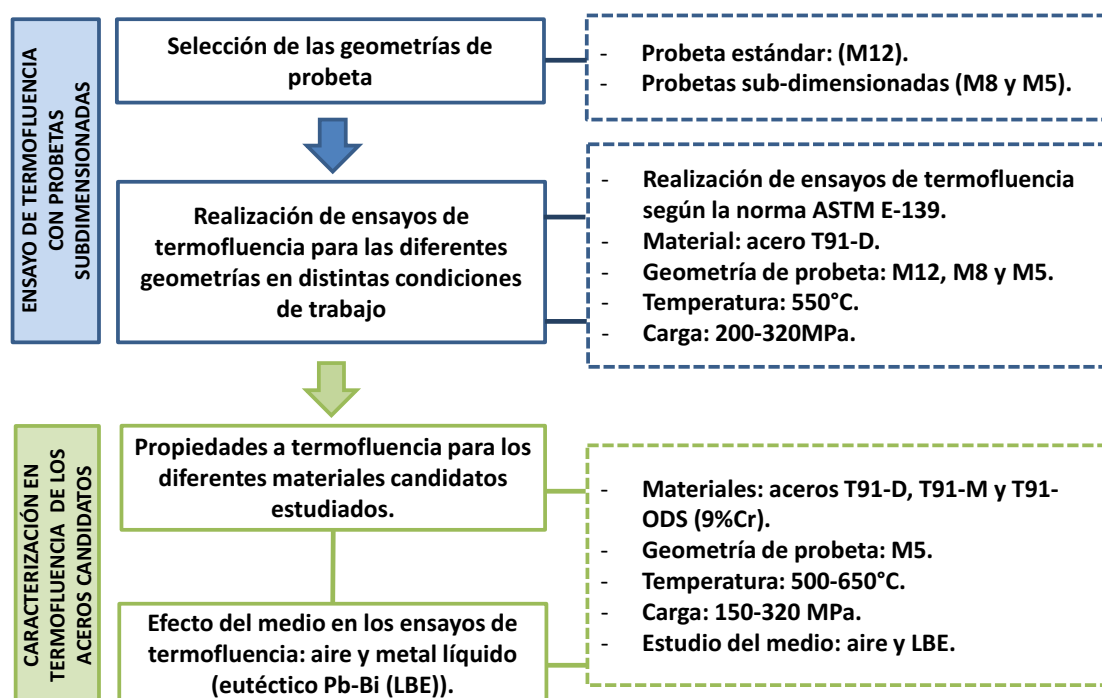 ENSAYO DE TERMOFLUENCIA
CON PROBETAS
SUBDIMENSIONADAS
Selección de las geometrías de
probeta
- Probeta estándar: (M12).
- Probetas sub-dimensionadas (M8 y M5).
Realización de ensayos de
termofluencia para las diferentes
geometrías en distintas condiciones
de trabajo
- Realización de ensayos de termofluencia
según la norma ASTM E-139.
- Material: acero T91-D.
- Geometría de probeta: M12, M8 y M5.
- Temperatura: 550°C.
- Carga: 200-320MPa.
CARACTERIZACIÓN EN
TERMOFLUENCIA DE LOS
ACEROS CANDIDATOS
Propiedades a termofluencia para los
diferentes materiales candidatos
estudiados.
Efecto del medio en los ensayos de
termofluencia: aire y metal líquido
(eutéctico Pb-Bi (LBE)).
- Materiales: aceros T91-D, T91-M y T91-
ODS (9%Cr).
- Geometría de probeta: M5.
- Temperatura: 500-650°C.
- Carga: 150-320 MPa.
- Estudio del medio: aire y LBE.